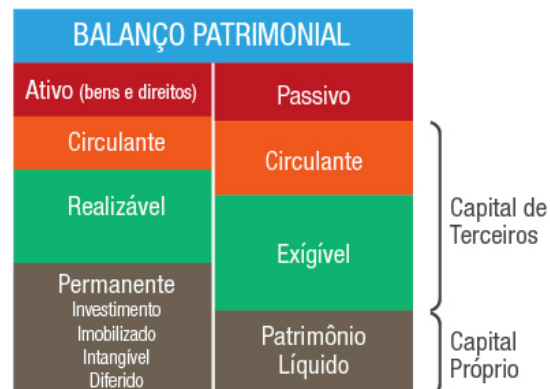 BALANÇO PATRIMONIAL
Ativo (bens e direitos)
Circulante
Realizável
Permanente
Investimento
Imobilizado
Intangível
Diferido
Passivo
Circulante
Exígível
Patrimônio
Líquido
Capital de
Terceiros
Capital
Próprio